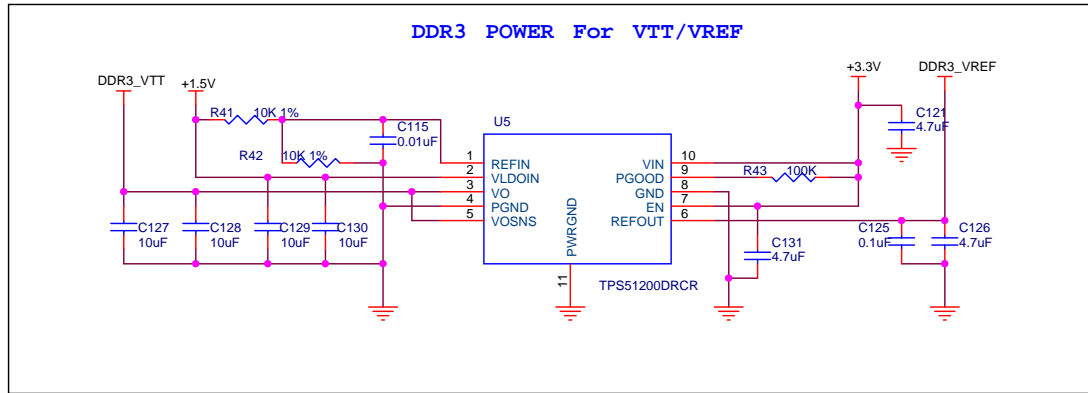 DDR3 POWER For VTT/VREF
DDR3_VTT
+1.5V
+3.3V
DDR3_VREF
R41 10K 1%
C115
0.01uF
U5
C121
4.7uF
R42 10K 1%
1 REFIN
2 VLDOIN
3 VO
4 PGND
5 VOSNS
VIN 10
PGOOD 9
GND 8
EN 7
REFOUT 6
R43 100K
PWRGND
11
TPS51200DRCR
C127
10uF
C128
10uF
C129
10uF
C130
10uF
C131
4.7uF
C125
0.1uF
C126
4.7uF